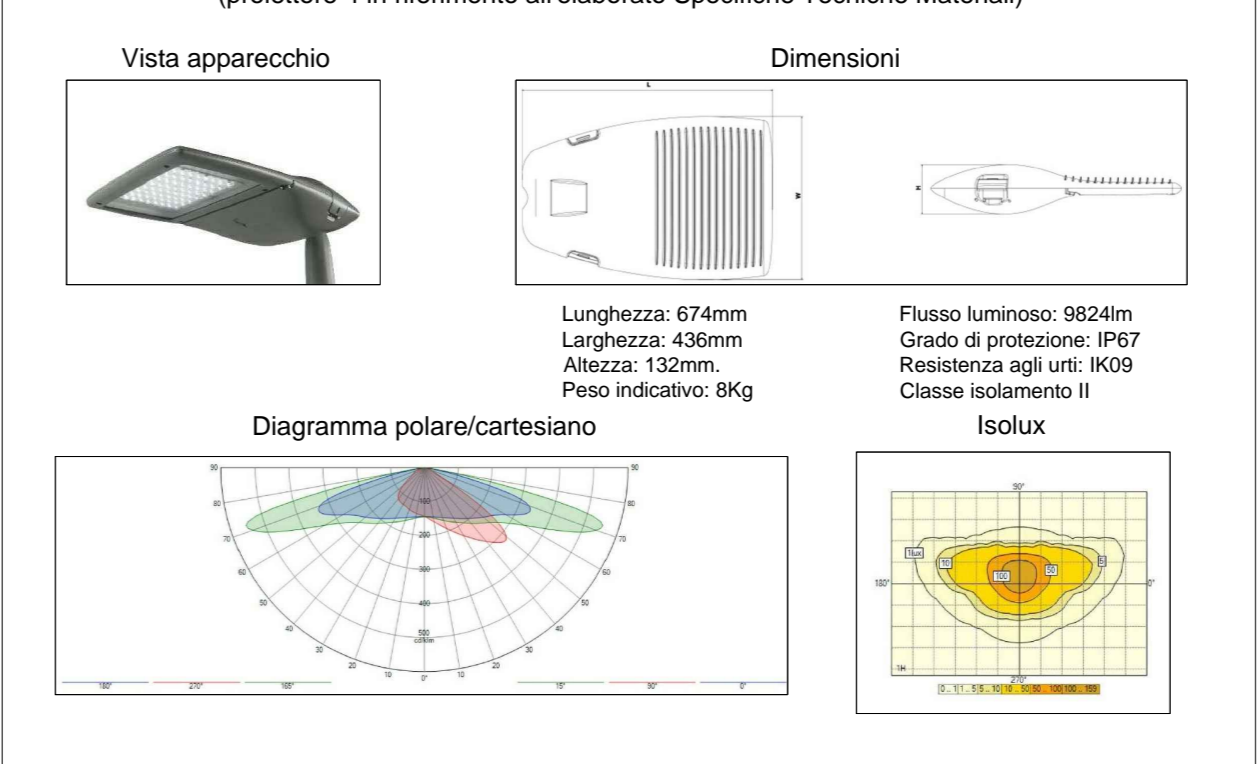 Vista apparecchio
Dimensioni
L
W
H
Lunghezza: 674mm
Larghezza: 436mm
Altezza: 132mm.
Peso indicativo: 8Kg
Flusso luminoso: 9824lm
Grado di protezione: IP67
Resistenza agli urti: IK09
Classe isolamento II
Diagramma polare/cartesiano
Isolux
90 90
80 80
70 70
60 60
50 50
40 40
30 30
20 20
10 0° 10
100
200
300
400
500
cd/klm
180° 270° 165° 15° 90° 0°
90°
1lux
10
100
50
5
180°
0°
1H
270°
0 .. 1 1 .. 5 5 .. 10 10 .. 50 50 .. 100 100 .. 169